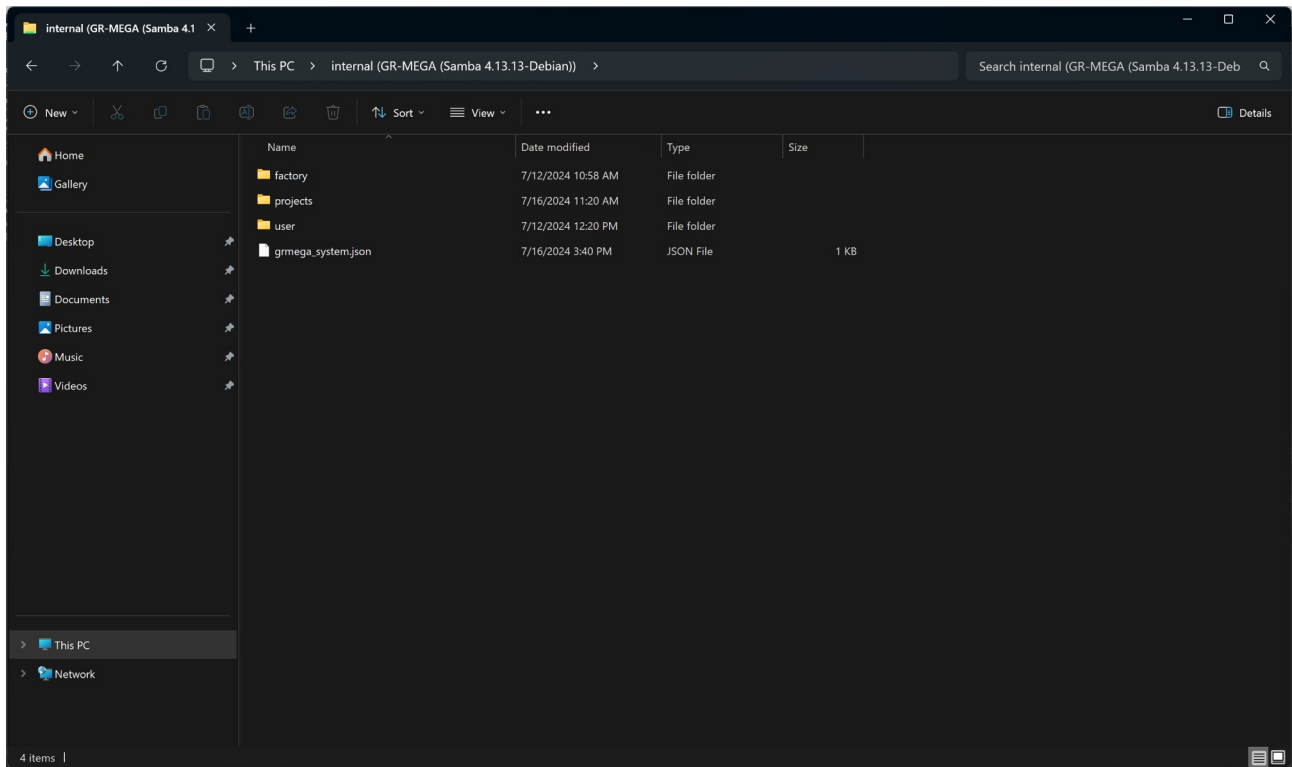 internal (GR-MEGA (Samba 4.1
This PC > internal (GR-MEGA (Samba 4.13.13-Debian)) >
Search internal (GR-MEGA (Samba 4.13.13-Deb
New
Sort
View
Details
Home
Gallery
Desktop
Downloads
Documents
Pictures
Music
Videos
This PC
Network
Name Date modified Type Size
factory 7/12/2024 10:58 AM File folder
projects 7/16/2024 11:20 AM File folder
user 7/12/2024 12:20 PM File folder
grmega_system.json 7/16/2024 3:40 PM JSON File 1 KB
4 items